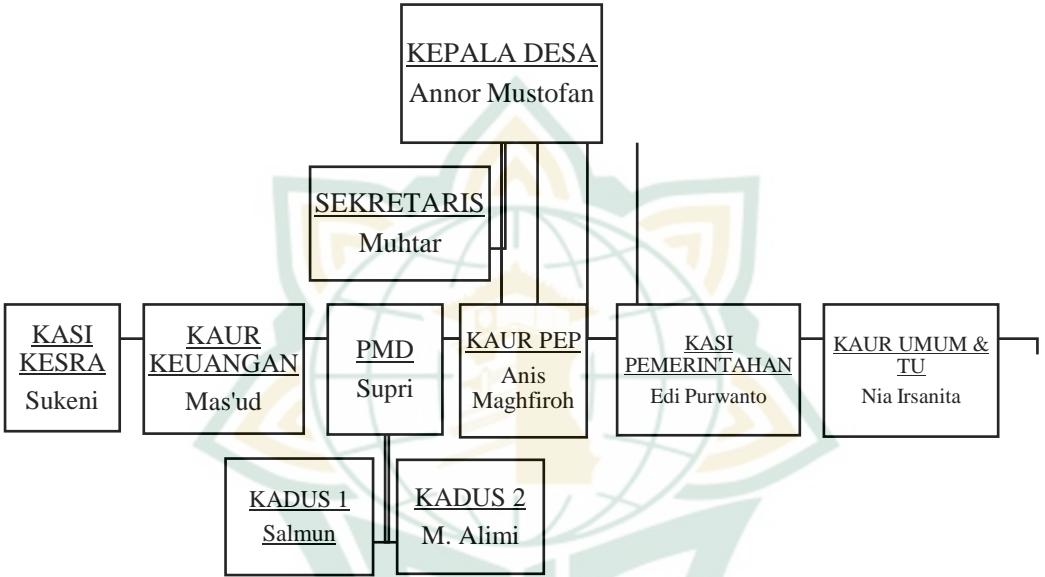 KEPALA DESA
Annor Mustofan
SEKRETARIS
Muhtar
KASI
KESRA
Sukeni
KAUR
KEUANGAN
Mas'ud
PMD
Supri
KAUR PEP
Anis
Maghfiroh
KASI
PEMERINTAHAN
Edi Purwanto
KAUR UMUM &
TU
Nia Irsanita
KADUS 1
Salmun
KADUS 2
M. Alimi